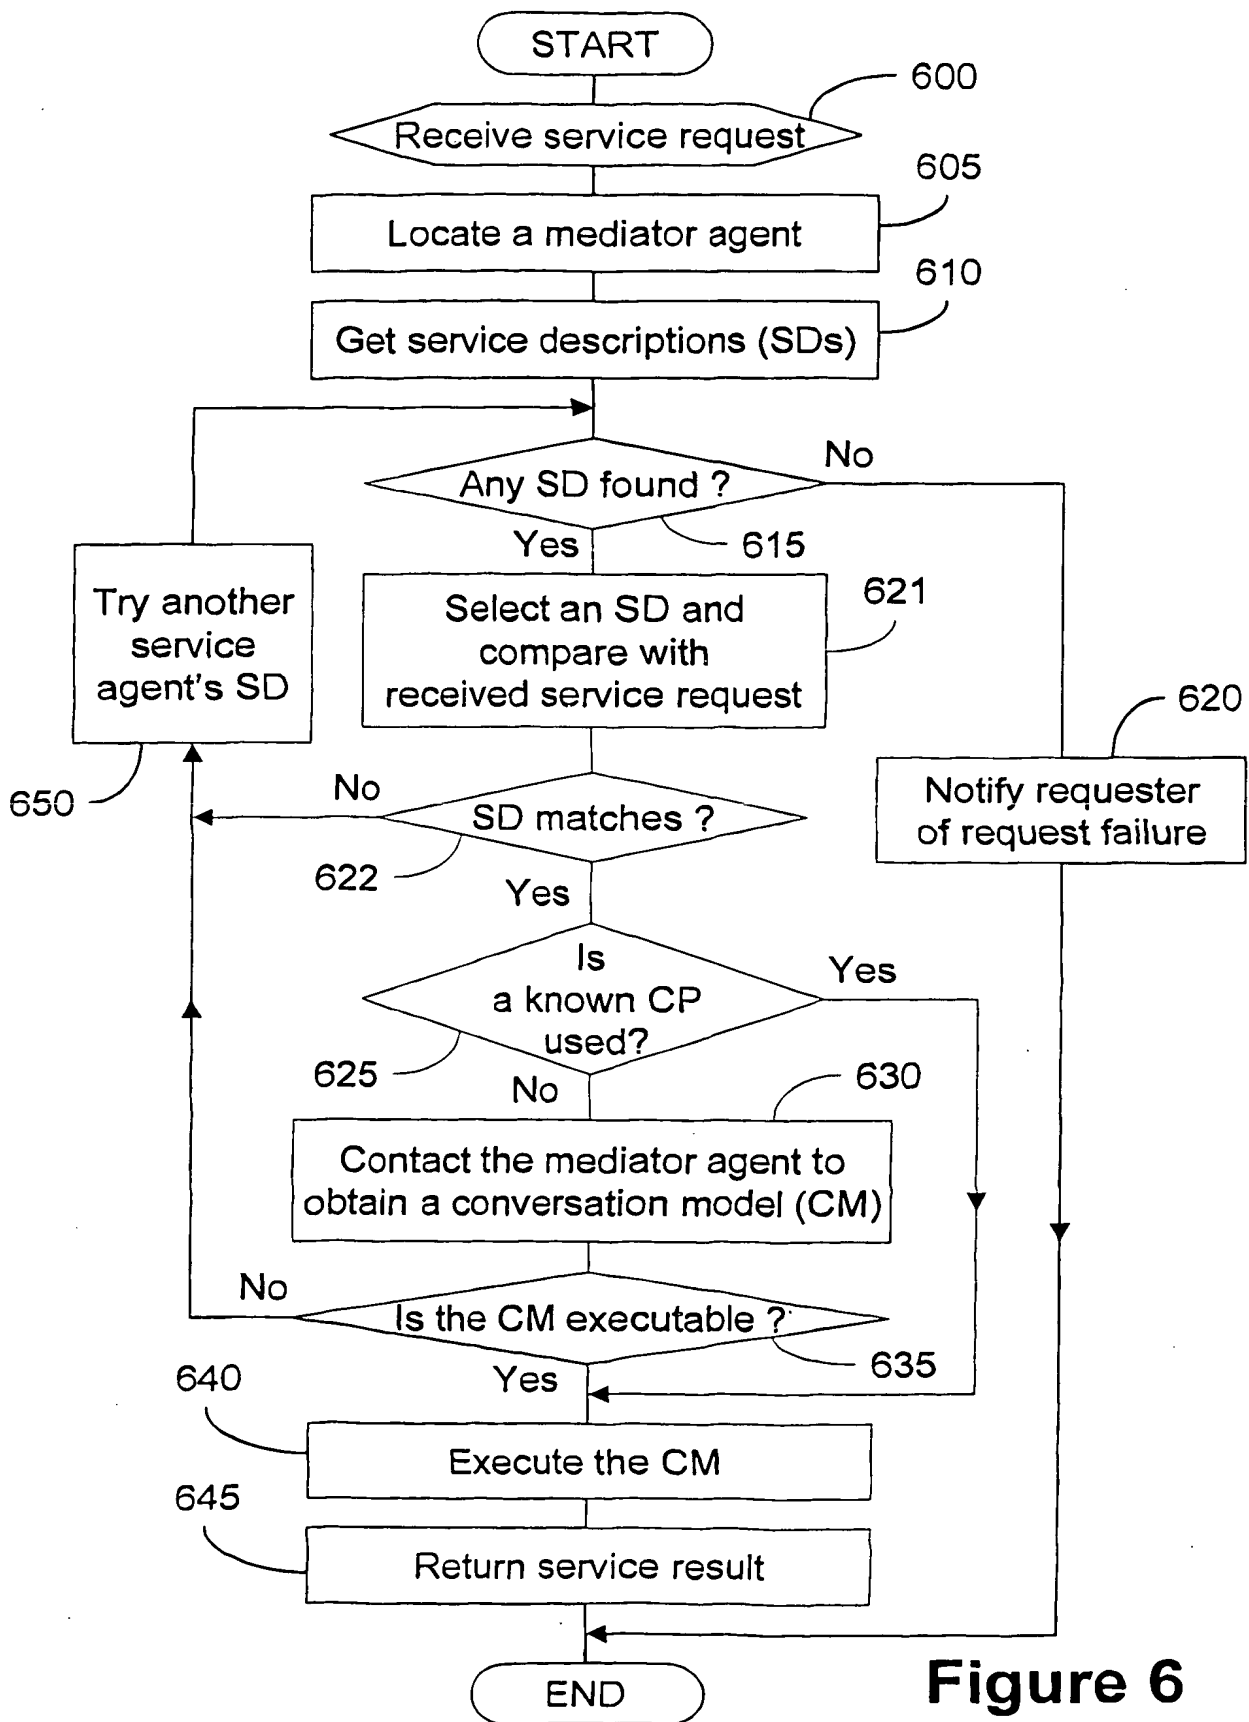 START
600
Receive service request
605
Locate a mediator agent
610
Get service descriptions (SDs)
No
Any SD found ?
615
Yes
Try another
service
agent's SD
650
Select an SD and
compare with
received service request
621
620
Notify requester
of request failure
No
SD matches ?
622
Yes
Is
a known CP
used?
Yes
625
No
630
Contact the mediator agent to
obtain a conversation model (CM)
No
Is the CM executable ?
635
Yes
640
Execute the CM
645
Return service result
END
Figure 6